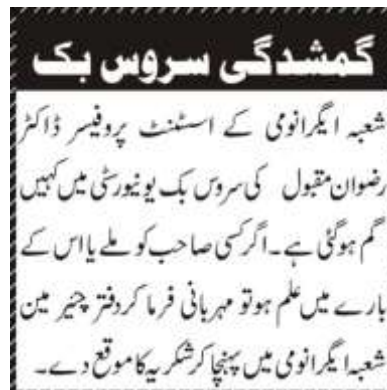 گمشدگی سروس بک
شعبہ ایگرانومی کے اسسٹنٹ پروفیسر ڈاکٹر
رضوان مقبول کی سروس بک یونیورسٹی میں کہیں
گم ہوگئی ہے۔ اگر کسی صاحب کو ملے یا اس کے
بارے میں علم ہو تو مہربانی فرما کر دفتر چیئر مین
شعبہ ایگرانومی میں پہنچا کر شکریہ کا موقع دے۔